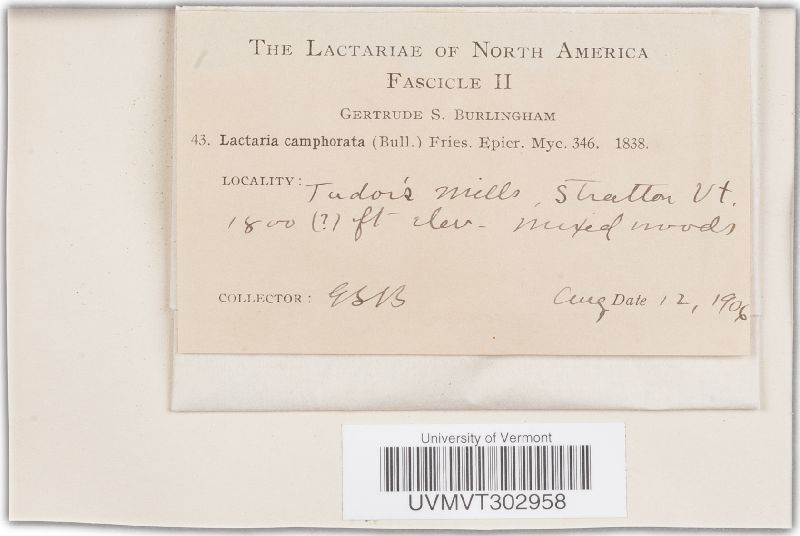 THE LACTARIAE OF NORTH AMERICA
FASCICLE II
GERTRUDE S. BURLINGHAM
43. Lactaria camphorata (Bull.) Fries. Epicr. Myc. 346. 1838.
LOCALITY: Tudor's Mills, Stratton Vt.
1800 (?) ft elev- mixed woods
COLLECTOR: GSB Aug Date 12, 1906
University of Vermont
UVMVT302958